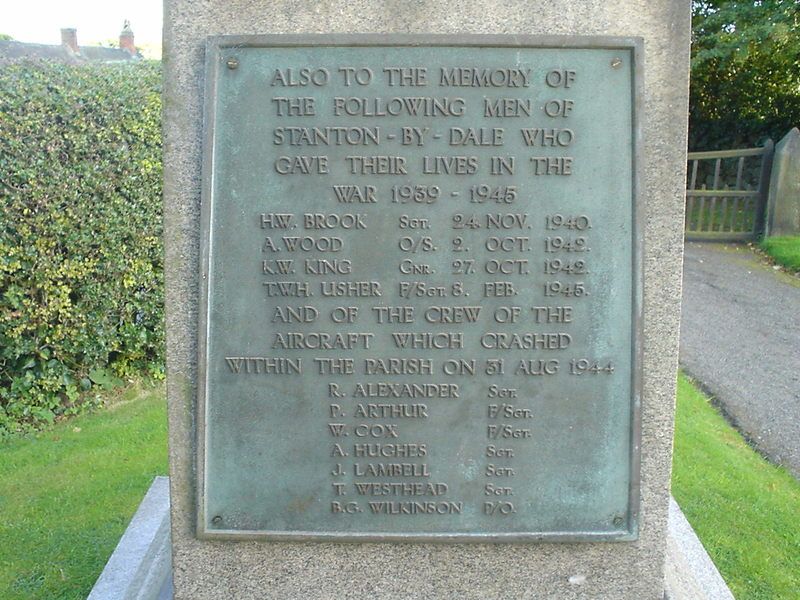 ALSO TO THE MEMORY OF
THE FOLLOWING MEN OF
STANTON - BY - DALE WHO
GAVE THEIR LIVES IN THE
WAR 1939 - 1945
H.W. BROOK SGT. 24. NOV. 1940.
A. WOOD O/S. 2. OCT. 1942.
K.W. KING GNR. 27. OCT. 1942.
T.W.H. USHER F/SGT. 8. FEB. 1945.
AND OF THE CREW OF THE
AIRCRAFT WHICH CRASHED
WITHIN THE PARISH ON 31 AUG 1944
R. ALEXANDER SGT.
P. ARTHUR F/SGT.
W. COX F/SGT.
A. HUGHES SGT.
J. LAMBELL SGT.
T. WESTHEAD SGT.
B.G. WILKINSON P/O.